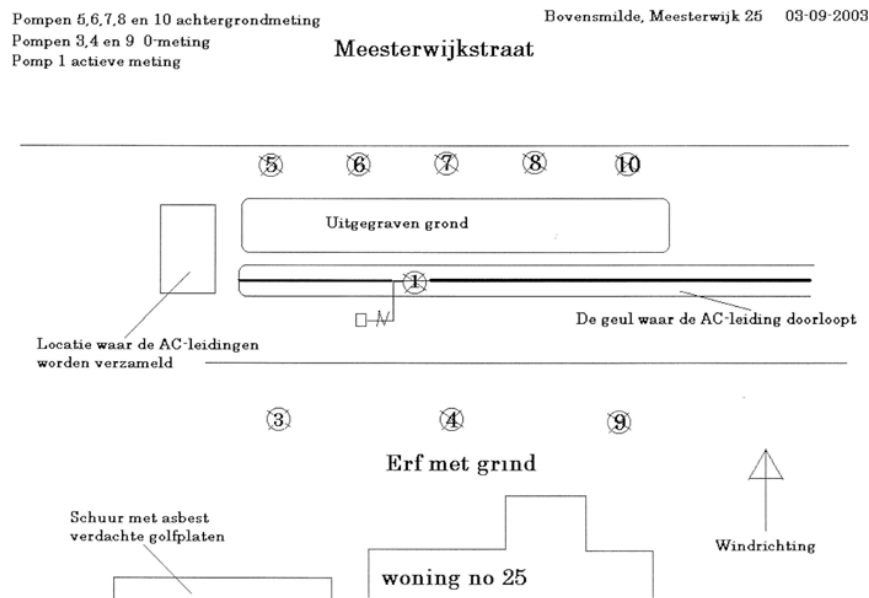 Pompen 5,6,7,8 en 10 achtergrondmeting
Bovensmilde, Meesterwijk 25 03-09-2003
Pompen 3,4 en 9 0-meting
Pomp 1 actieve meting
Meesterwijkstraat
5 6 7 8 10
Uitgegraven grond
1
De geul waar de AC-leiding doorloopt
Locatie waar de AC-leidingen
worden verzameld
3 4 9
Erf met grind
Schuur met asbest
verdachte golfplaten
Windrichting
woning no 25